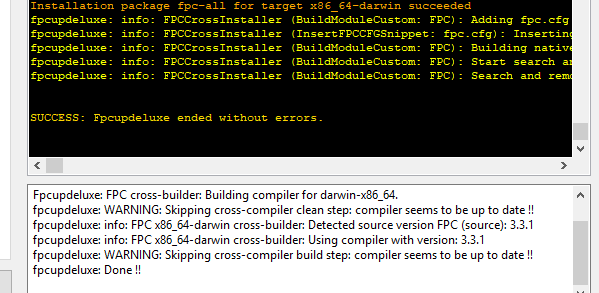 Installation package fpc-all for target x86_64-darwin succeeded
fpcupdeluxe: info: FPCCrossInstaller (BuildModuleCustom: FPC): Adding fpc.cfg
fpcupdeluxe: info: FPCCrossInstaller (InsertFPCCFGSnippet: fpc.cfg): Inserting
fpcupdeluxe: info: FPCCrossInstaller (BuildModuleCustom: FPC): Building native
fpcupdeluxe: info: FPCCrossInstaller (BuildModuleCustom: FPC): Start search
fpcupdeluxe: info: FPCCrossInstaller (BuildModuleCustom: FPC): Search and
SUCCESS: Fpcupdeluxe ended without errors.
Fpcupdeluxe: FPC cross-builder: Building compiler for darwin-x86_64.
fpcupdeluxe: WARNING: Skipping cross-compiler clean step: compiler seems to be up to date !!
fpcupdeluxe: info: FPC x86_64-darwin cross-builder: Detected source version FPC (source): 3.3.1
fpcupdeluxe: info: FPC x86_64-darwin cross-builder: Using compiler with version: 3.3.1
fpcupdeluxe: WARNING: Skipping cross-compiler build step: compiler seems to be up to date !!
fpcupdeluxe: Done !!